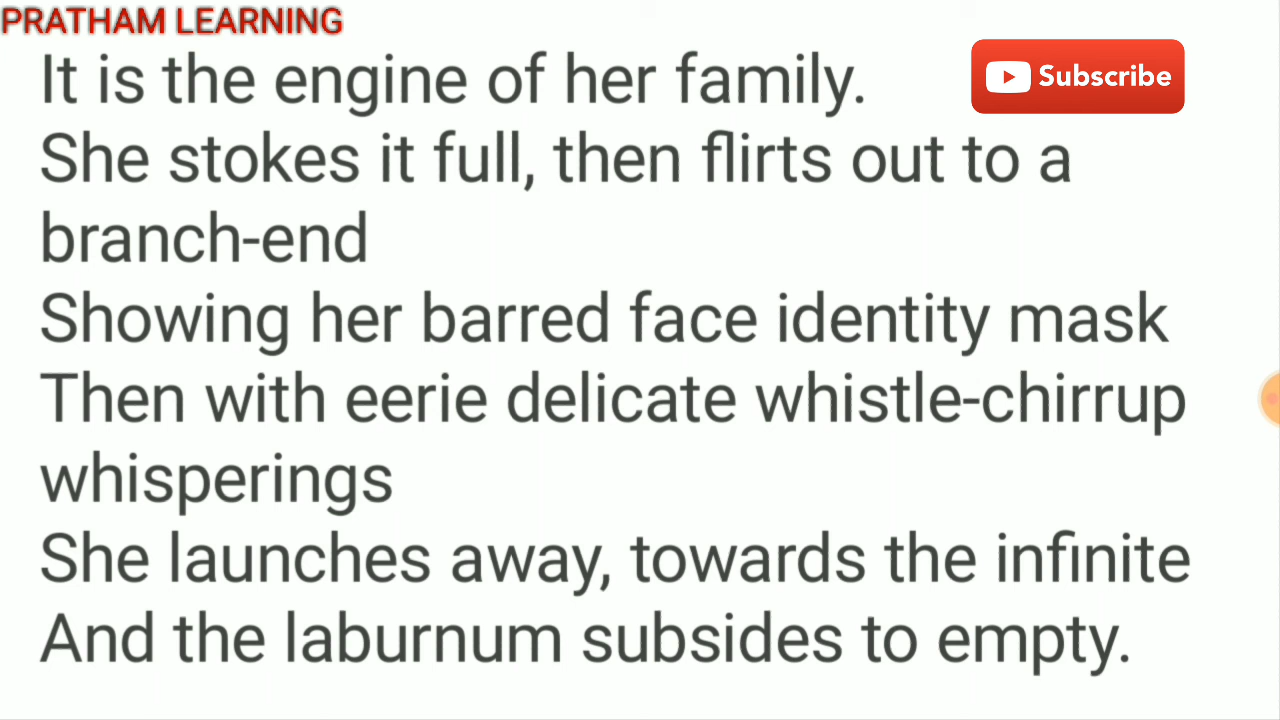 PRATHAM LEARNING
It is the engine of her family.
Subscribe
She stokes it full, then flirts out to a
branch-end
Showing her barred face identity mask
Then with eerie delicate whistle-chirrup
whisperings
She launches away, towards the infinite
And the laburnum subsides to empty.